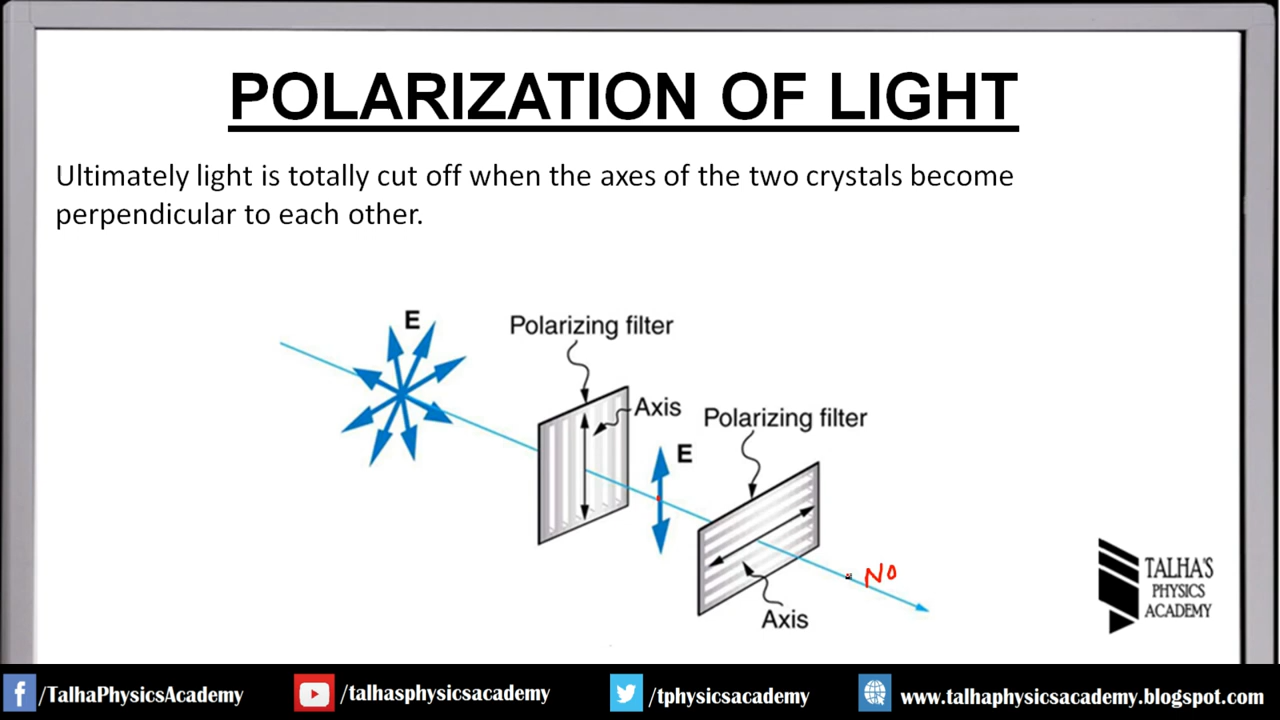 POLARIZATION OF LIGHT
Ultimately light is totally cut off when the axes of the two crystals become
perpendicular to each other.
E
Polarizing filter
Axis
Polarizing filter
E
NO
Axis
TALHA'S
PHYSICS
ACADEMY
/TalhaPhysicsAcademy
/talhasphysicsacademy
/tphysicsacademy
www.talhaphysicsacademy.blogspot.com